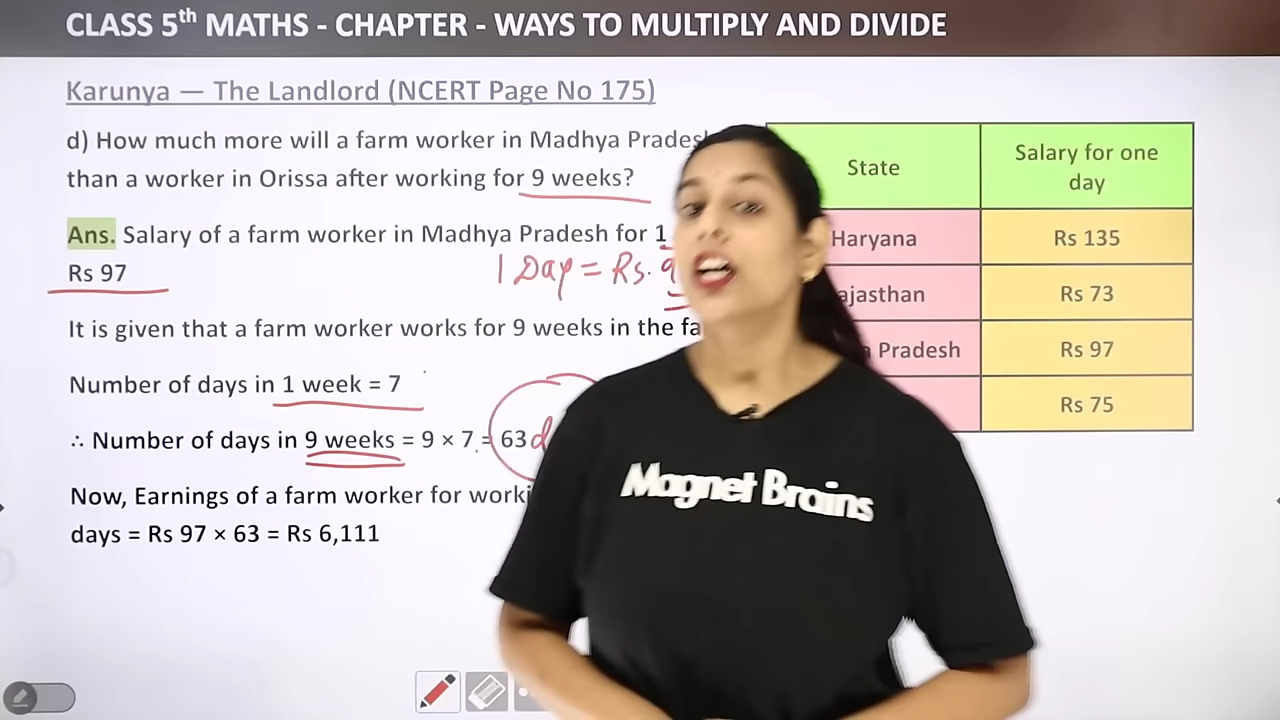 CLASS 5th MATHS - CHAPTER - WAYS TO MULTIPLY AND DIVIDE
Karunya — The Landlord (NCERT Page No 175)
d) How much more will a farm worker in Madhya
than a worker in Orissa after working for 9 weeks?
Ans. Salary of a farm worker in Madhya Pradesh for 1
Rs 97
1 Day = Rs.
It is given that a farm worker works for 9 weeks in the
Number of days in 1 week = 7
∴ Number of days in 9 weeks = 9 × 7 = 63
Now, Earnings of a farm worker for
days = Rs 97 × 63 = Rs 6,111
State
Salary for one
day
Haryana
Rs 135
Rs 73
Pradesh
Rs 97
Rs 75
Magnet Brains